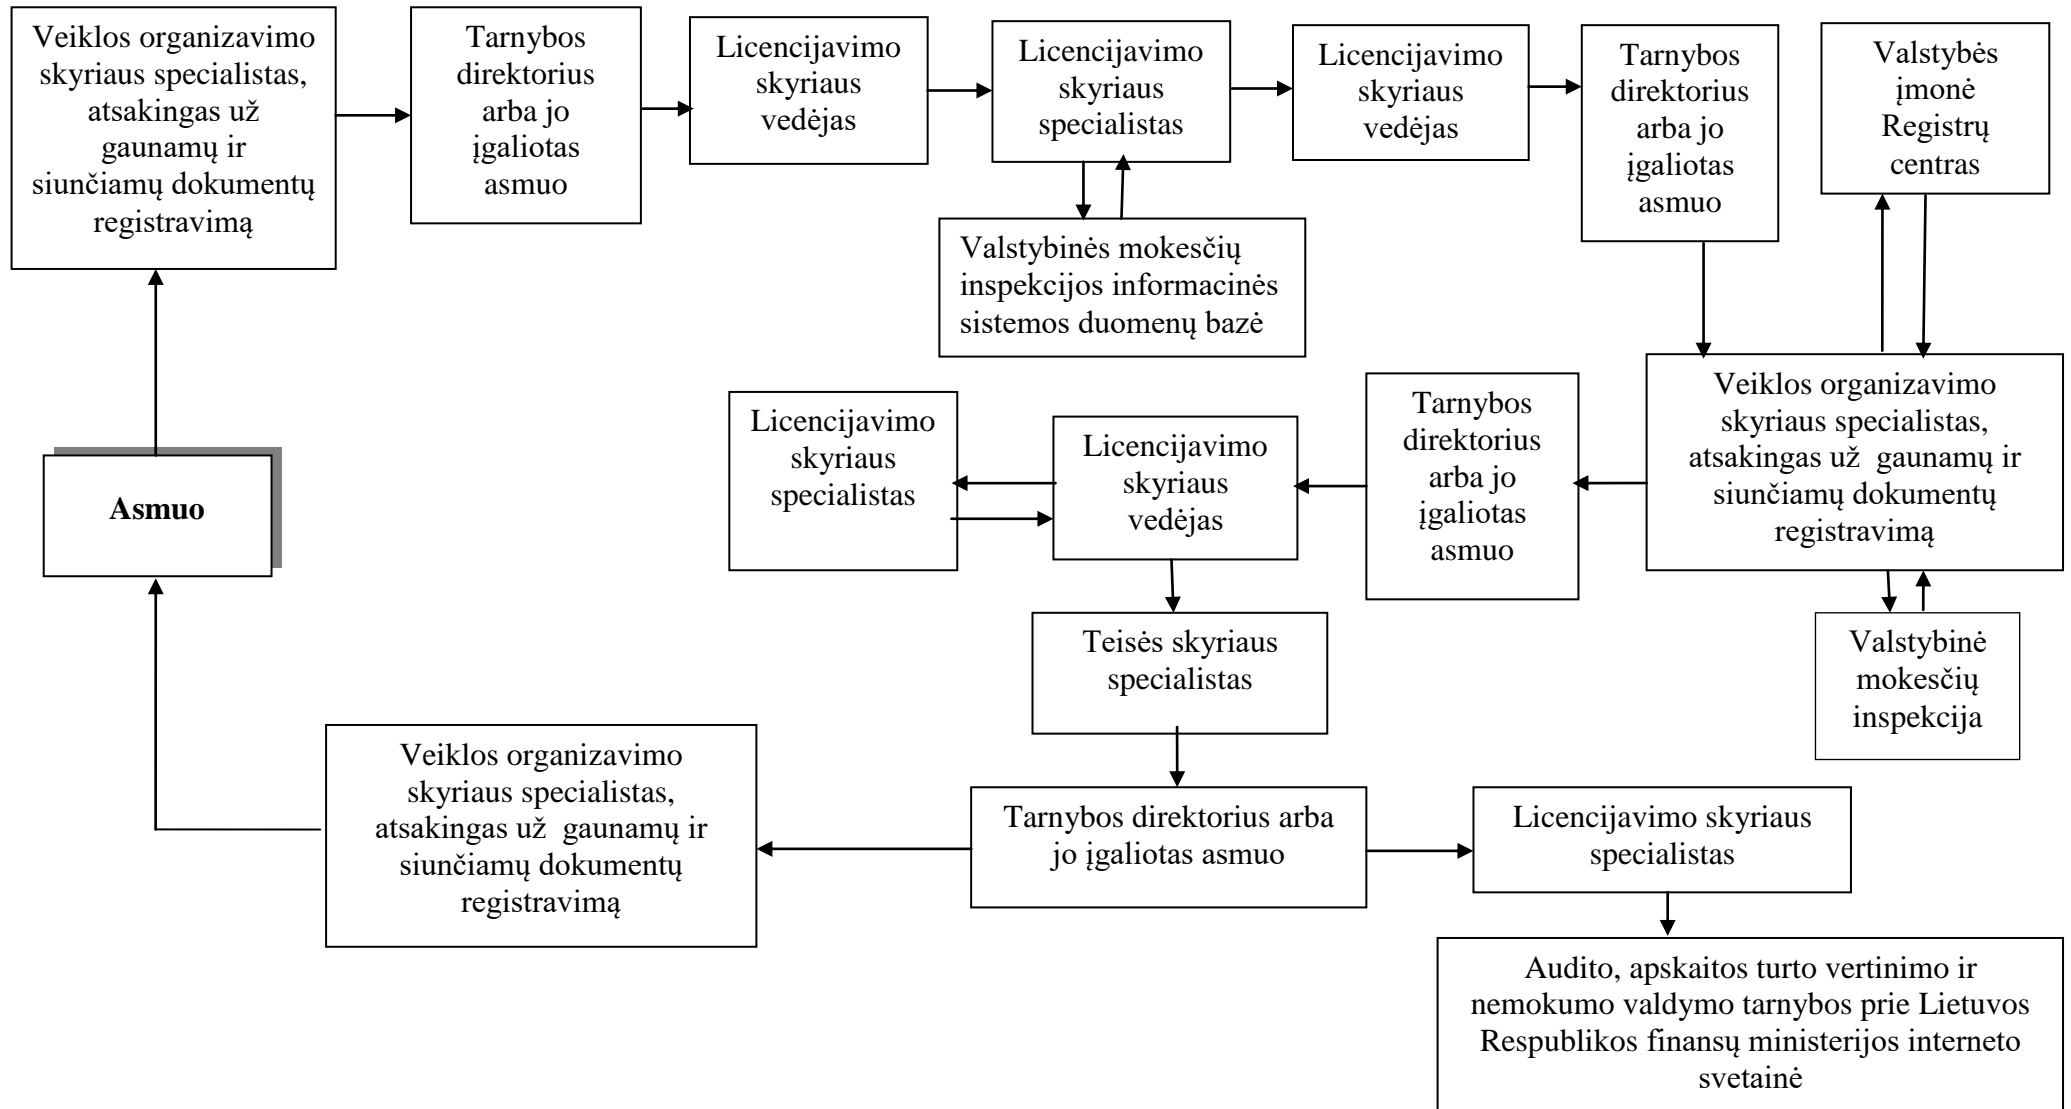 Veiklos organizavimo
skyriaus specialistas,
atsakingas už
gaunamų ir
siunčiamų dokumentų
registravimą
Tarnybos
direktorius
arba jo
įgaliotas
asmuo
Licencijavimo
skyriaus
vedėjas
Licencijavimo
skyriaus
specialistas
Licencijavimo
skyriaus
vedėjas
Tarnybos
direktorius
arba jo
įgaliotas
asmuo
Valstybės
įmonė
Registrų
centras
Valstybinės mokesčių
inspekcijos informacinės
sistemos duomenų bazė
Veiklos organizavimo
skyriaus specialistas,
atsakingas už  gaunamų ir
siunčiamų dokumentų
registravimą
Tarnybos
direktorius
arba jo
įgaliotas
asmuo
Licencijavimo
skyriaus
vedėjas
Licencijavimo
skyriaus
specialistas
Asmuo
Valstybinė
mokesčių
inspekcija
Teisės skyriaus
specialistas
Veiklos organizavimo
skyriaus specialistas,
atsakingas už  gaunamų ir
siunčiamų dokumentų
registravimą
Tarnybos direktorius arba
jo įgaliotas asmuo
Licencijavimo skyriaus
specialistas
Audito, apskaitos turto vertinimo ir
nemokumo valdymo tarnybos prie Lietuvos
Respublikos finansų ministerijos interneto
svetainė